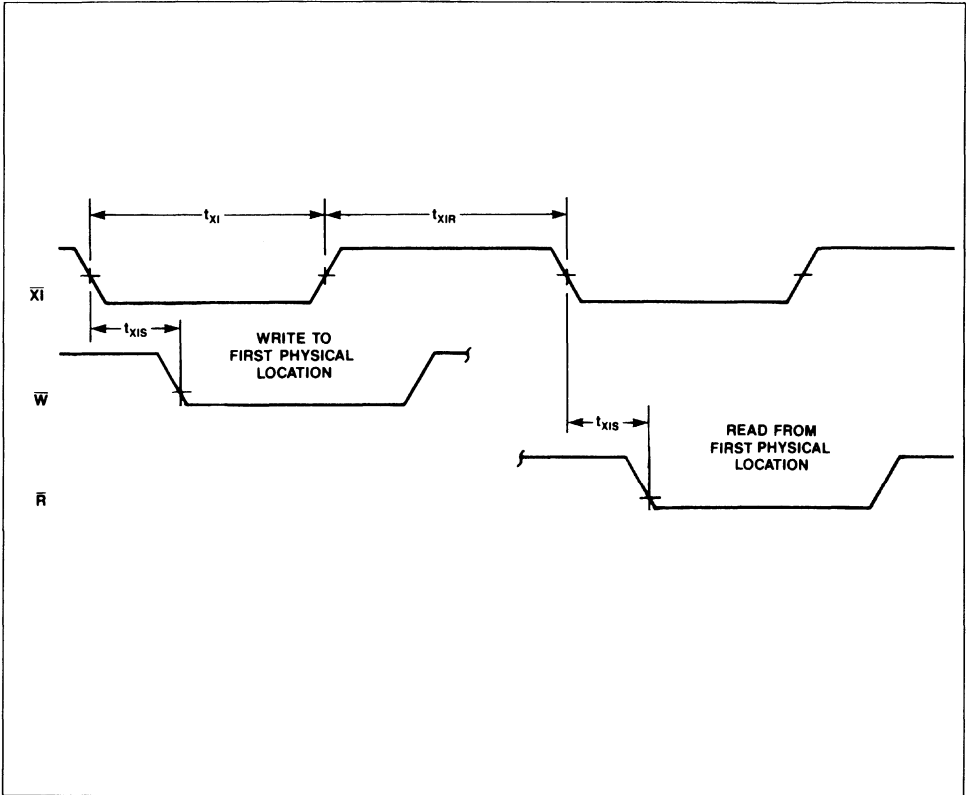 tXI
tXIR
XI
tXIS
WRITE TO
FIRST PHYSICAL
LOCATION
W
tXIS
READ FROM
FIRST PHYSICAL
LOCATION
R